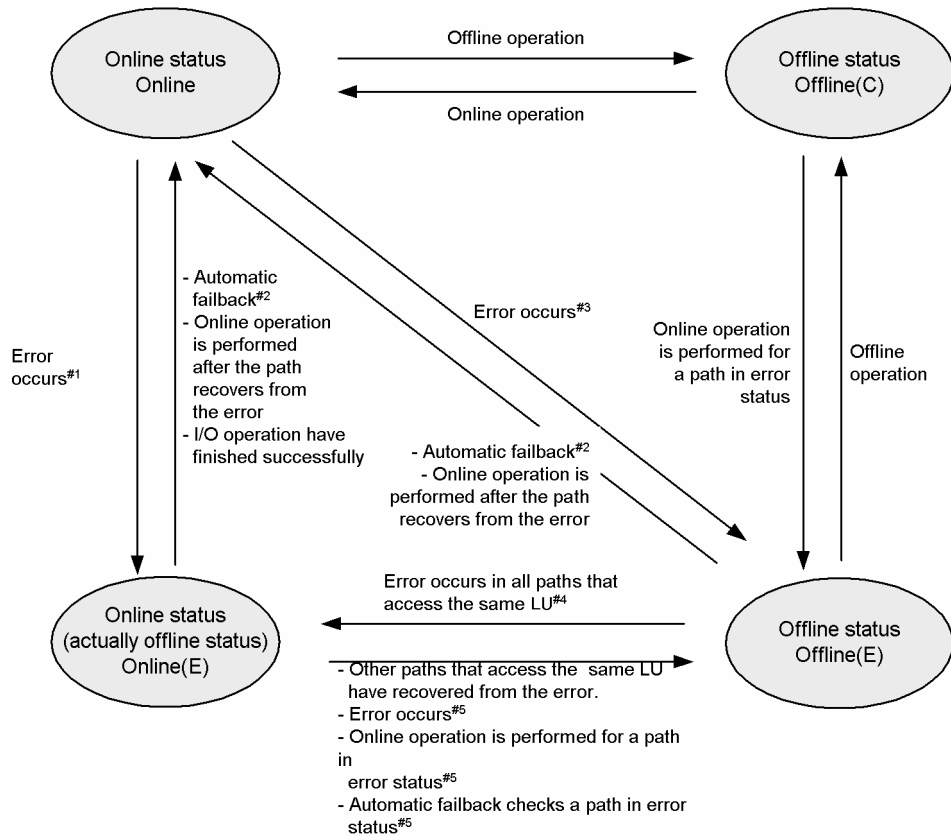 Online status
Online
Offline operation
Online operation
Offline status
Offline(C)
Error
occurs#1
- Automatic
failback#2
- Online operation
is performed
after the path
recovers from
the error
- I/O operation have
finished successfully
Error occurs#3
- Automatic failback#2
- Online operation is
performed after the path
recovers from the error
Online operation
is performed for
a path in error
status
Offline
operation
Online status
(actually offline status)
Online(E)
Error occurs in all paths that
access the same LU#4
- Other paths that access the same LU
have recovered from the error.
- Error occurs#5
- Online operation is performed for a path
in
error status#5
- Automatic failback checks a path in error
status#5
Offline status
Offline(E)